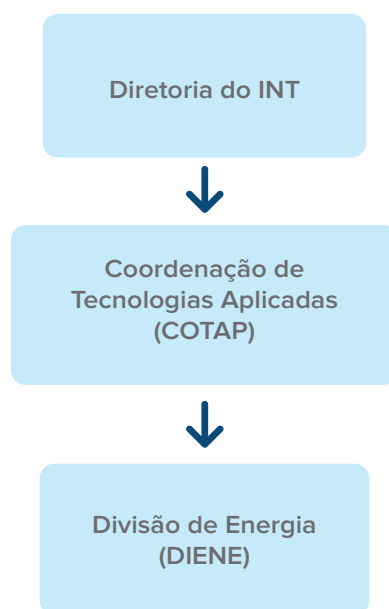 Diretoria do INT
Coordenação de
Tecnologias Aplicadas
(COTAP)
Divisão de Energia
(DIENE)